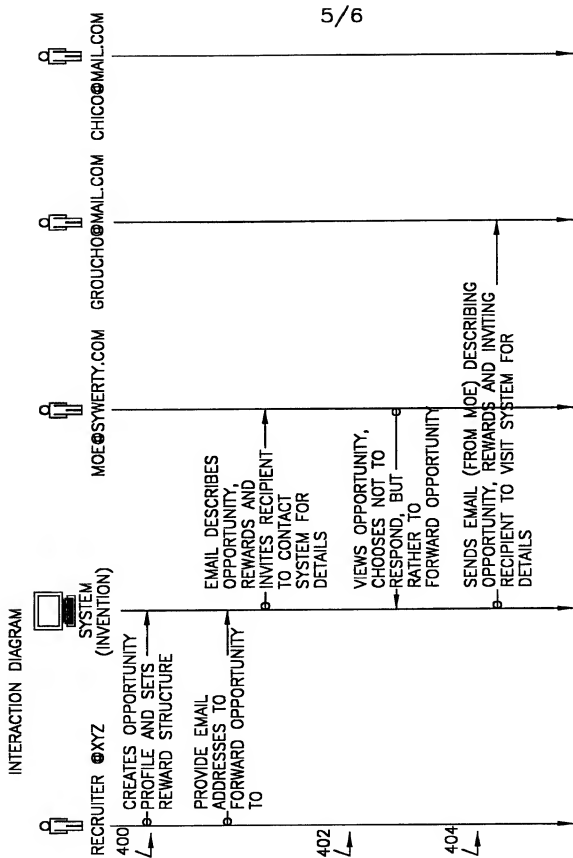 5/6
INTERACTION DIAGRAM
RECRUITER @XYZ
SYSTEM
(INVENTION)
MOE@SYWERTY.COM
GROUCHO@MAIL.COM
CHICO@MAIL.COM
400
CREATES OPPORTUNITY
PROFILE AND SETS
REWARD STRUCTURE
PROVIDE EMAIL
ADDRESSES TO
FORWARD OPPORTUNITY
TO
EMAIL DESCRIBES
OPPORTUNITY,
REWARDS AND
INVITES RECIPIENT
TO CONTACT
SYSTEM FOR
DETAILS
402
VIEWS OPPORTUNITY,
CHOOSES NOT TO
RESPOND, BUT
RATHER TO
FORWARD OPPORTUNITY
404
SENDS EMAIL (FROM MOE) DESCRIBING
OPPORTUNITY, REWARDS AND INVITING
RECIPIENT TO VISIT SYSTEM FOR
DETAILS